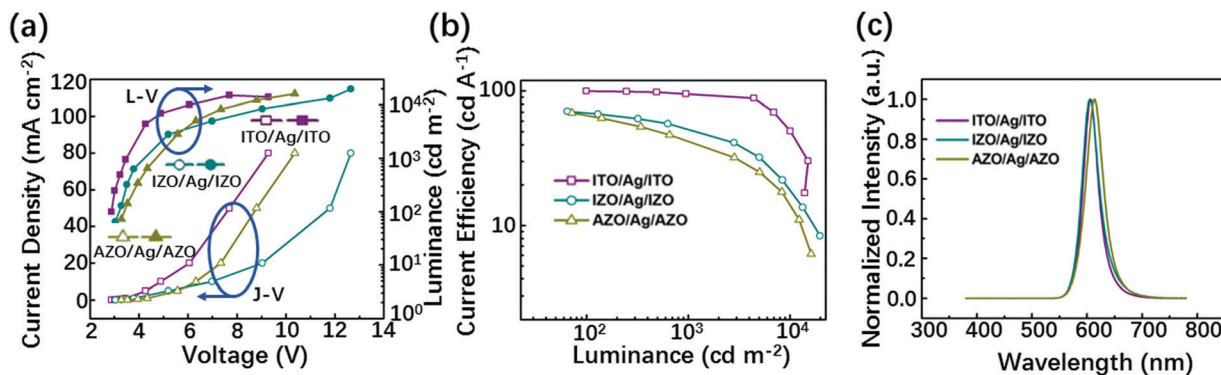 (a)
Current Density (mA cm⁻²)
120
100
80
60
40
20
0
2
4
6
8
10
12
Voltage (V)
10⁴
10³
10²
10¹
10⁰
Luminance (cd m⁻²)
L-V
ITO/Ag/ITO
IZO/Ag/IZO
AZO/Ag/AZO
J-V
(b)
Current Efficiency (cd A⁻¹)
100
10
10²
10³
10⁴
Luminance (cd m⁻²)
ITO/Ag/ITO
IZO/Ag/IZO
AZO/Ag/AZO
(c)
Normalized Intensity (a.u.)
1.0
0.8
0.6
0.4
0.2
0.0
300
400
500
600
700
800
Wavelength (nm)
ITO/Ag/ITO
IZO/Ag/IZO
AZO/Ag/AZO